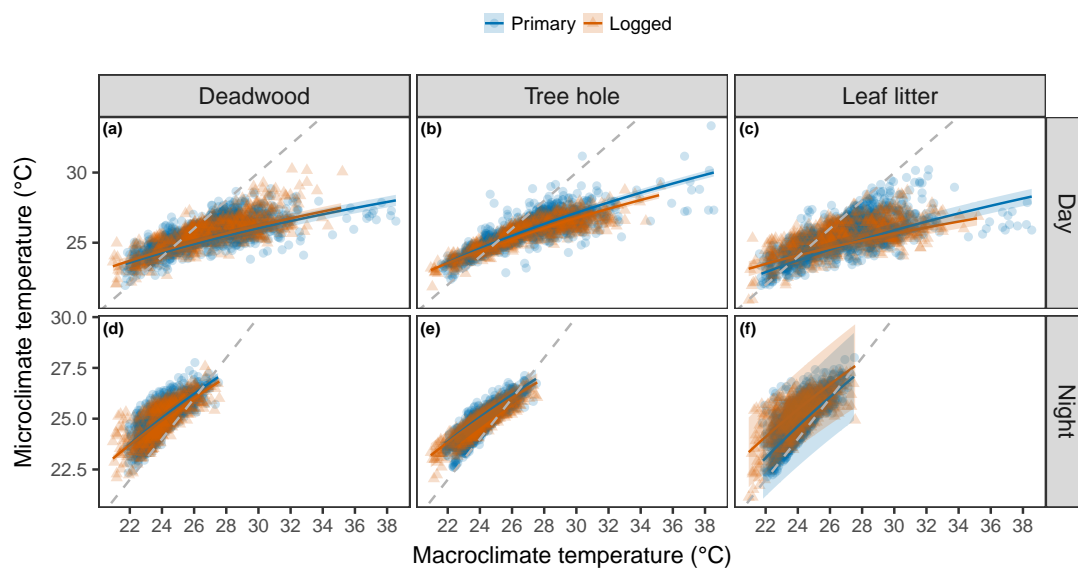 Primary Logged
Deadwood Tree hole Leaf litter
(a) (b) (c)
30
25
Day
30.0
(d) (e) (f)
27.5
25.0
22.5
Night
Microclimate temperature (°C)
22 24 26 28 30 32 34 36 38 22 24 26 28 30 32 34 36 38 22 24 26 28 30 32 34 36 38
Macroclimate temperature (°C)